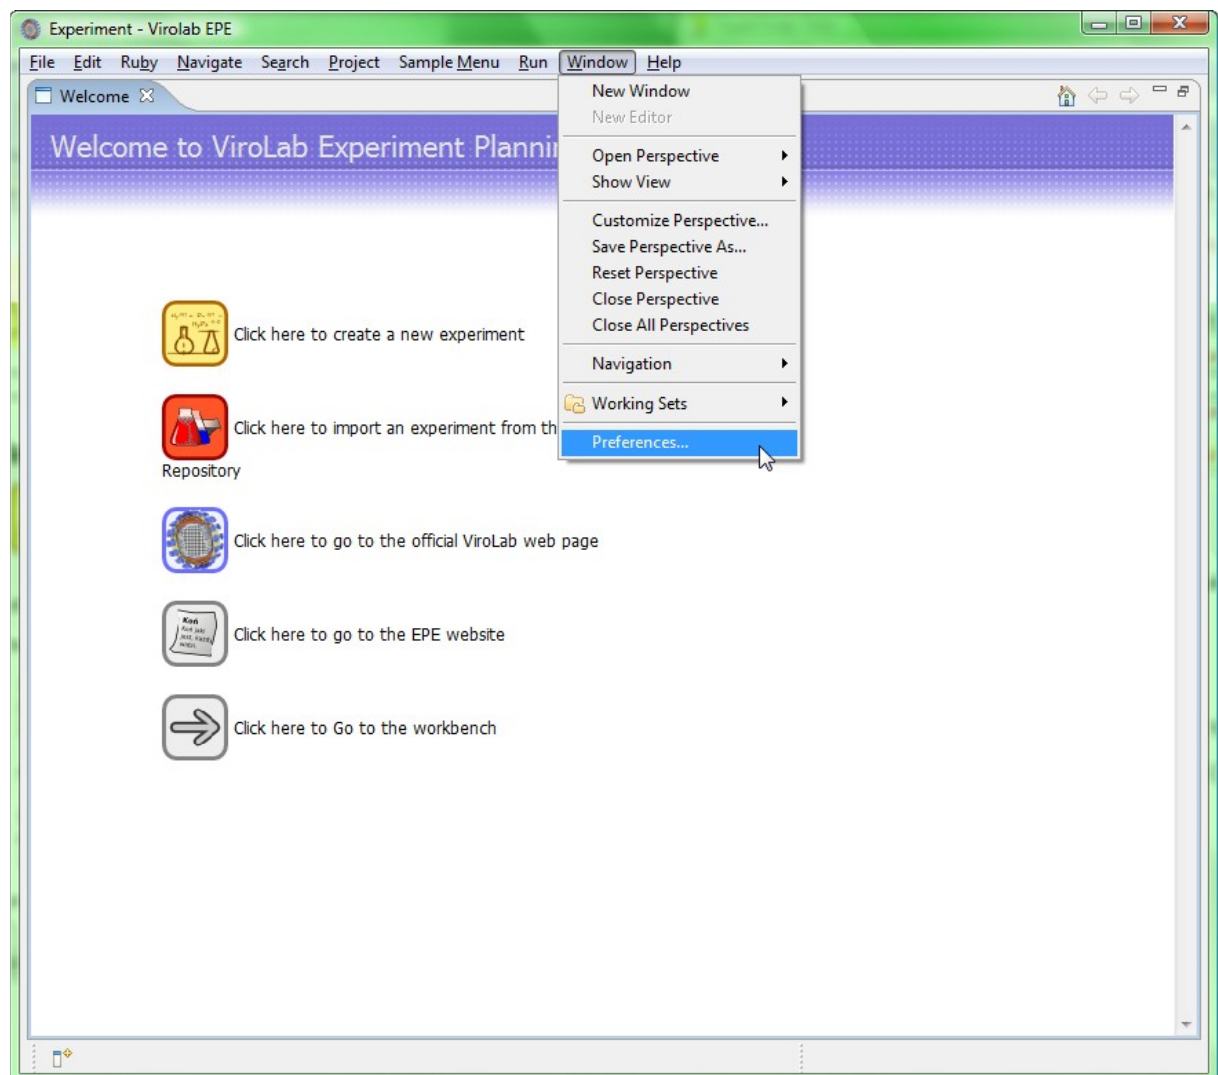 Experiment - Virolab EPE
File Edit Ruby Navigate Search Project Sample Menu Run Window Help
Welcome
Welcome to ViroLab Experiment Plannin
New Window
New Editor
Open Perspective
Show View
Customize Perspective...
Save Perspective As...
Reset Perspective
Close Perspective
Close All Perspectives
Navigation
Working Sets
Preferences...
Click here to create a new experiment
Click here to import an experiment from th
Repository
Click here to go to the official ViroLab web page
Koń
Click here to go to the EPE website
Click here to Go to the workbench